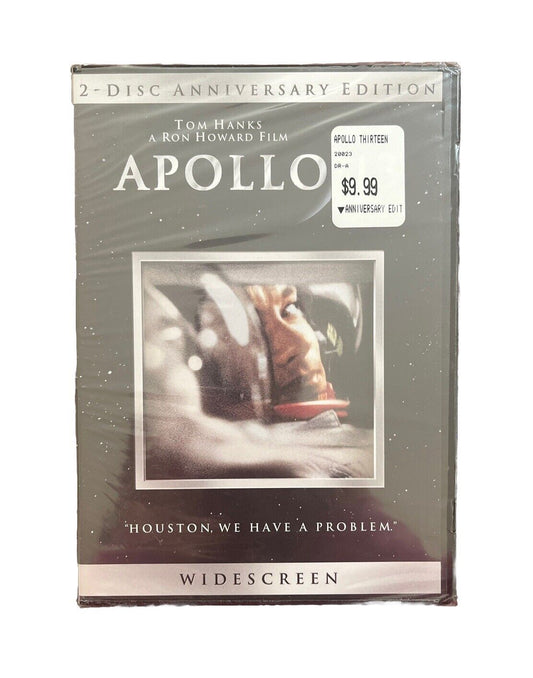 2-DISC ANNIVERSARY EDITION
TOM HANKS
A RON HOWARD FILM
APOLLO
APOLLO THIRTEEN
20023
DR-A
$9.99
▼ANNIVERSARY EDIT
"HOUSTON, WE HAVE A PROBLEM."
WIDESCREEN